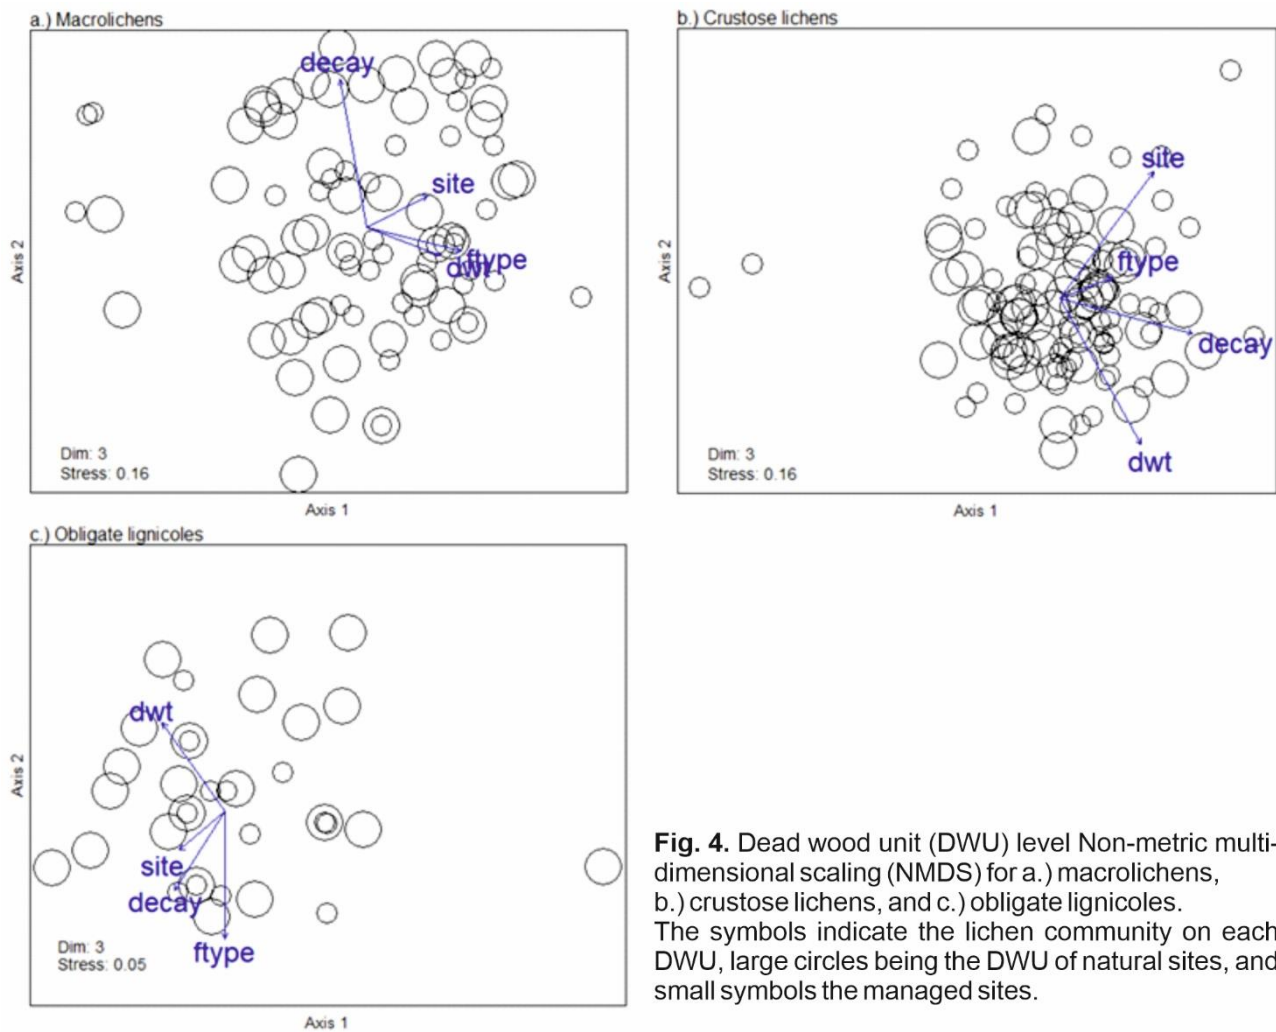 a.) Macrolichens
decay
site
ftype
dwt
Axis 2
Dim: 3
Stress: 0.16
Axis 1
b.) Crustose lichens
site
ftype
decay
dwt
Axis 2
Dim: 3
Stress: 0.16
Axis 1
c.) Obligate lignicoles
dwt
site
decay
ftype
Axis 2
Dim: 3
Stress: 0.05
Axis 1
Fig. 4. Dead wood unit (DWU) level Non-metric multi-
dimensional scaling (NMDS) for a.) macrolichens,
b.) crustose lichens, and c.) obligate lignicoles.
The symbols indicate the lichen community on each
DWU, large circles being the DWU of natural sites, and
small symbols the managed sites.